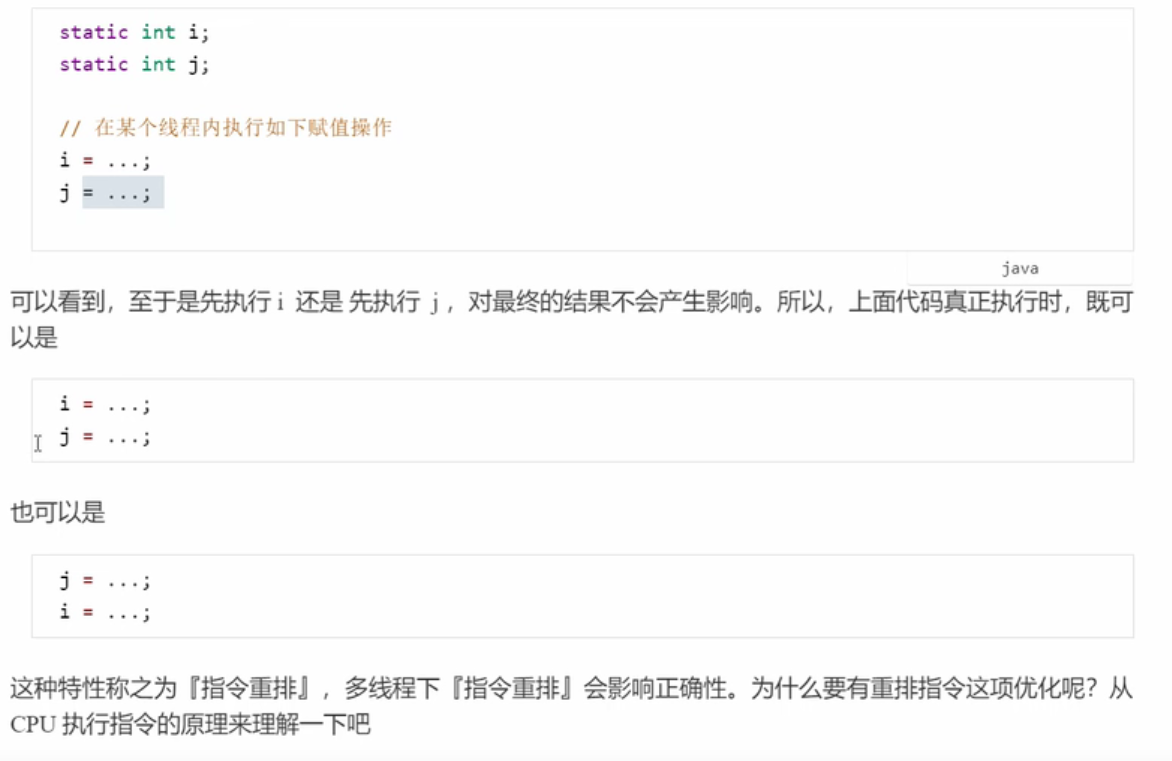 static int i;
static int j;
// 在某个线程内执行如下赋值操作
i = ...;
j = ...;
java
可以看到，至于是先执行 i 还是 先执行 j ，对最终的结果不会产生影响。所以，上面代码真正执行时，既可
以是
i = ...;
j = ...;
也可以是
j = ...;
i = ...;
这种特性称之为『指令重排』，多线程下『指令重排』会影响正确性。为什么要有重排指令这项优化呢？从
CPU 执行指令的原理来理解一下吧